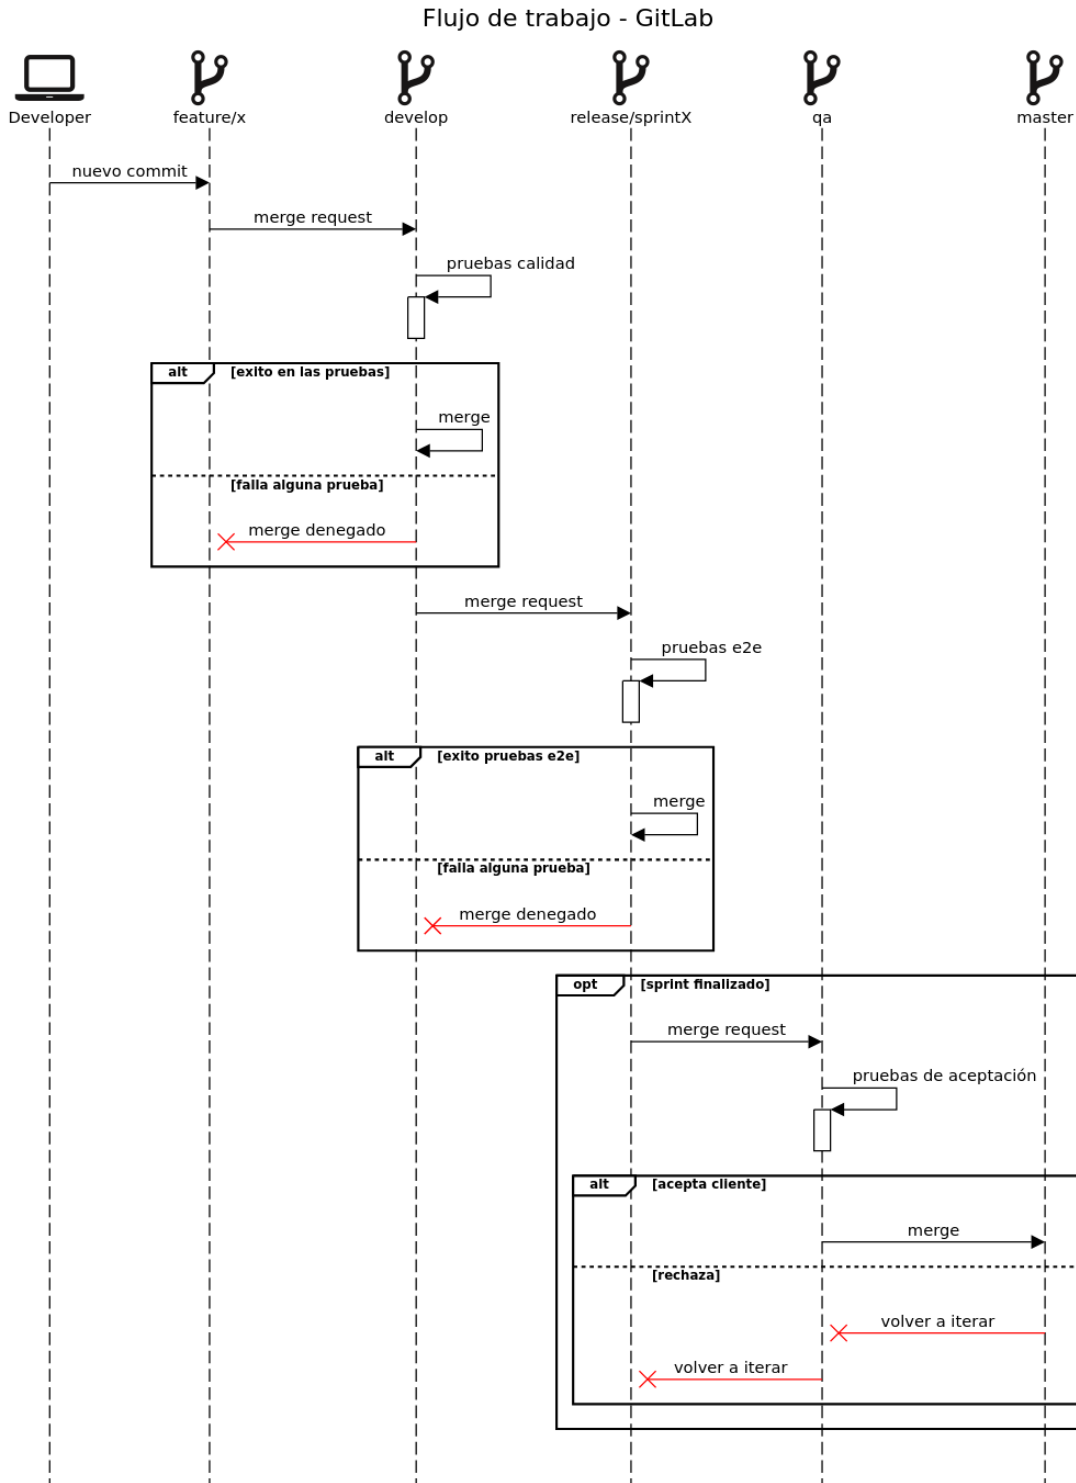 Flujo de trabajo - GitLab
Developer
feature/x
develop
release/sprintX
qa
master
nuevo commit
merge request
pruebas calidad
alt
[exito en las pruebas]
merge
[falla alguna prueba]
merge denegado
merge request
pruebas e2e
alt
[exito pruebas e2e]
merge
[falla alguna prueba]
merge denegado
opt
[sprint finalizado]
merge request
pruebas de aceptación
alt
[acepta cliente]
merge
[rechaza]
volver a iterar
volver a iterar